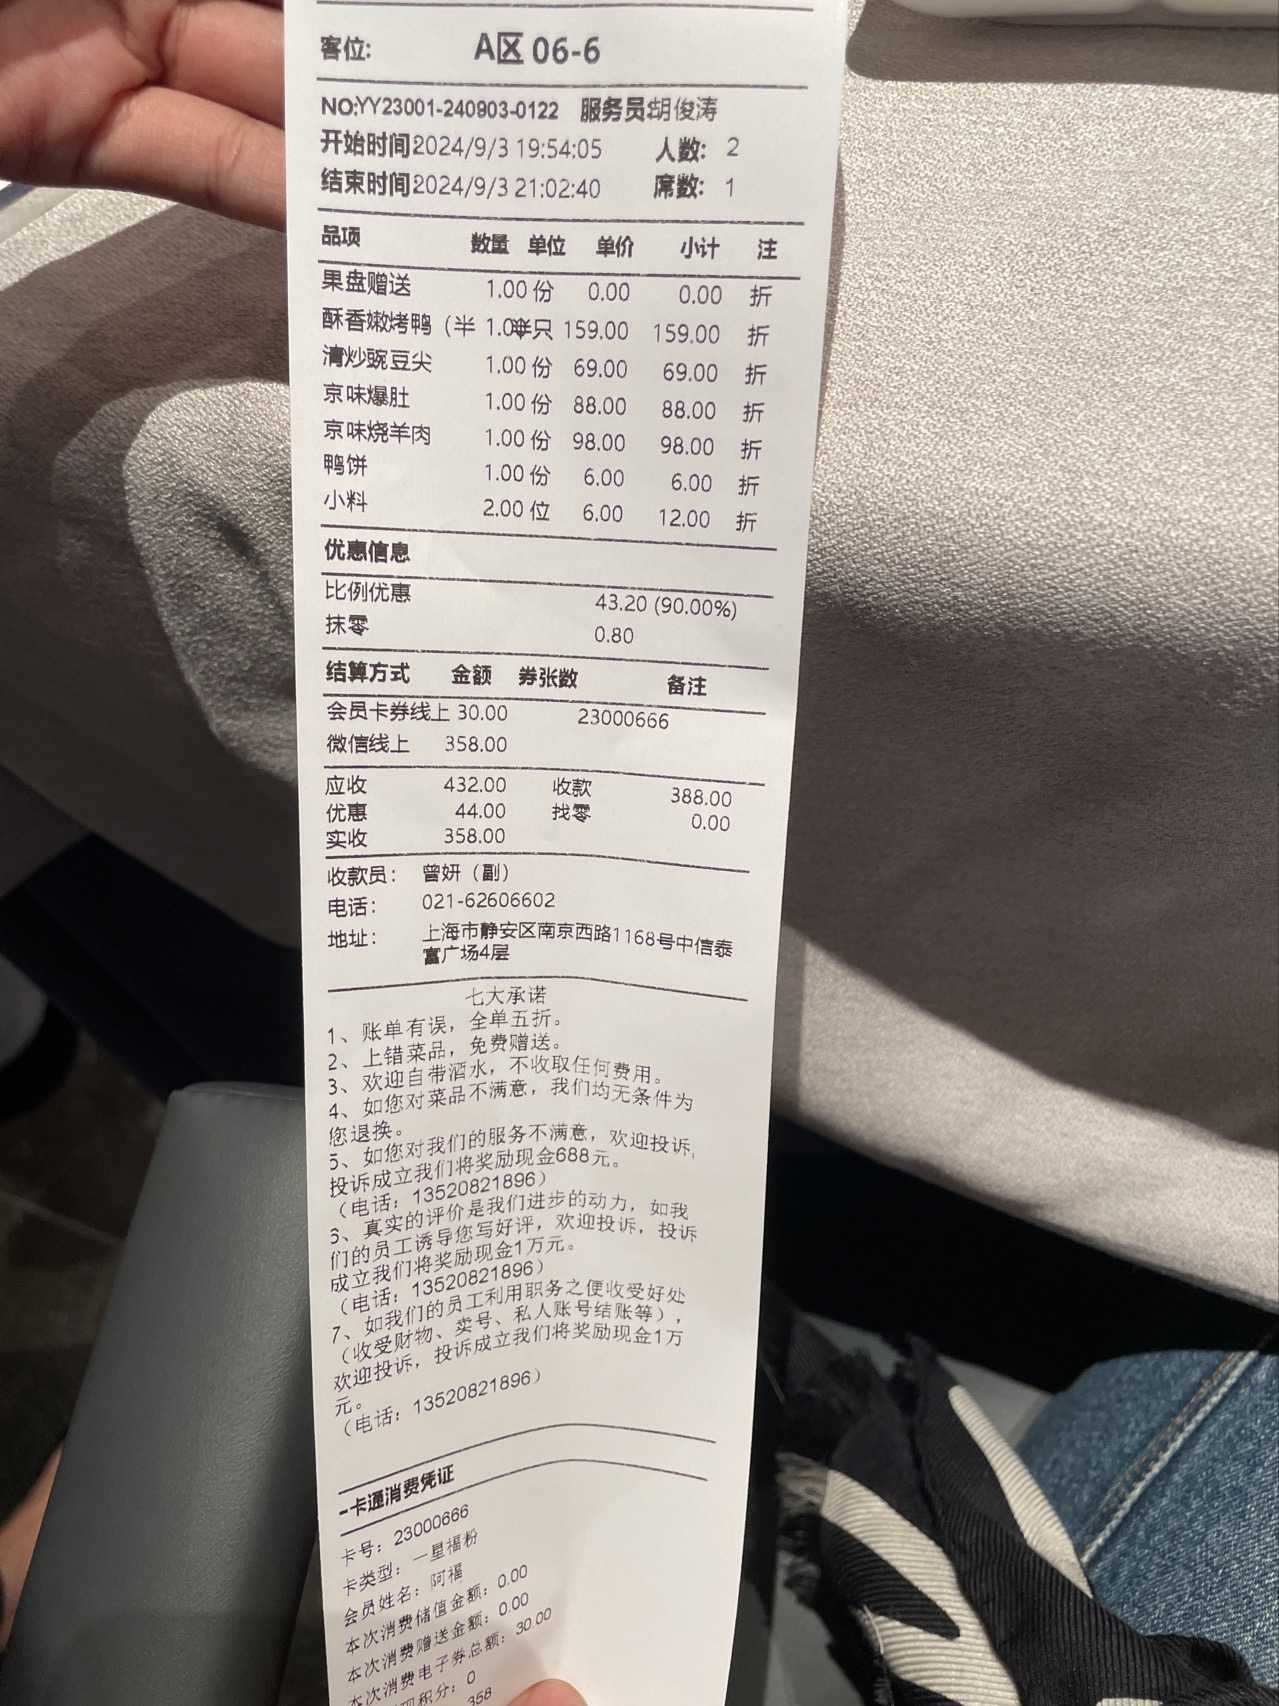 客位: A区 06-6
NO:YY23001-240903-0122 服务员:胡俊涛
开始时间2024/9/3 19:54:05 人数: 2
结束时间2024/9/3 21:02:40 席数: 1
品项 数量 单位 单价 小计 注
果盘赠送 1.00 份 0.00 0.00 折
酥香嫩烤鸭（半 1.00半只 159.00 159.00 折
清炒豌豆尖 1.00 份 69.00 69.00 折
京味爆肚 1.00 份 88.00 88.00 折
京味烧羊肉 1.00 份 98.00 98.00 折
鸭饼 1.00 份 6.00 6.00 折
小料 2.00 位 6.00 12.00 折
优惠信息
比例优惠 43.20 (90.00%)
抹零 0.80
结算方式 金额 券张数 备注
会员卡券线上 30.00 23000666
微信线上 358.00
应收 432.00 收款 388.00
优惠 44.00 找零 0.00
实收 358.00
收款员: 曾妍（副）
电话: 021-62606602
地址: 上海市静安区南京西路1168号中信泰
富广场4层
七大承诺
1、账单有误，全单五折。
2、上错菜品，免费赠送。
3、欢迎自带酒水，不收取任何费用。
4、如您对菜品不满意，我们均无条件为
您退换。
5、如您对我们的服务不满意，欢迎投诉，
投诉成立我们将奖励现金688元。
（电话：13520821896）
6、真实的评价是我们进步的动力，如我
们的员工诱导您写好评，欢迎投诉，投诉
成立我们将奖励现金1万元。
（电话：13520821896）
7、如我们的员工利用职务之便收受好处
（收受财物、卖号、私人账号结账等），
欢迎投诉，投诉成立我们将奖励现金1万
元。
（电话：13520821896）
一卡通消费凭证
卡号: 23000666
卡类型: 一星福粉
会员姓名: 阿福
本次消费储值金额: 0.00
本次消费赠送金额: 0.00
本次消费电子券总额: 30.00
积分: 0
358